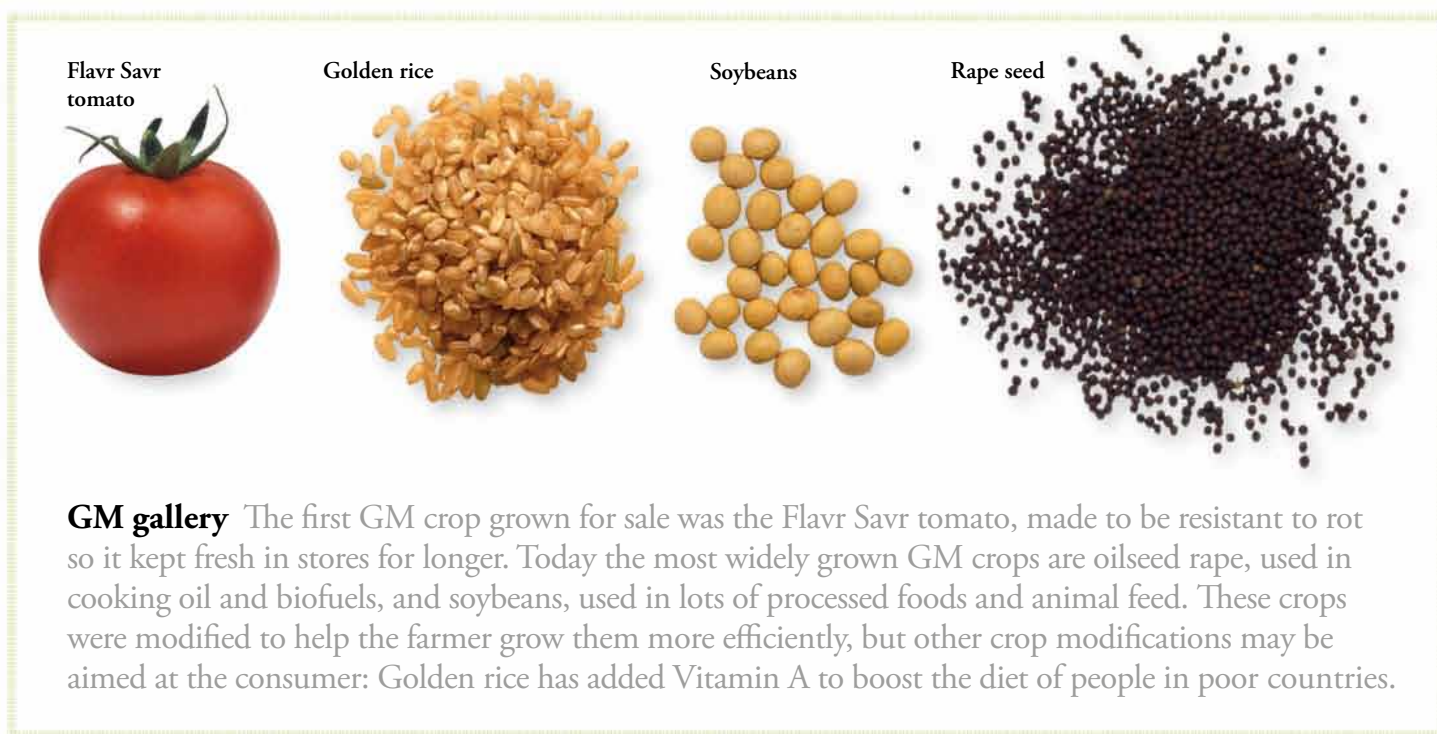 Flavr Savr
tomato
Golden rice
Soybeans
Rape seed
GM gallery The first GM crop grown for sale was the Flavr Savr tomato, made to be resistant to rot
so it kept fresh in stores for longer. Today the most widely grown GM crops are oilseed rape, used in
cooking oil and biofuels, and soybeans, used in lots of processed foods and animal feed. These crops
were modified to help the farmer grow them more efficiently, but other crop modifications may be
aimed at the consumer: Golden rice has added Vitamin A to boost the diet of people in poor countries.